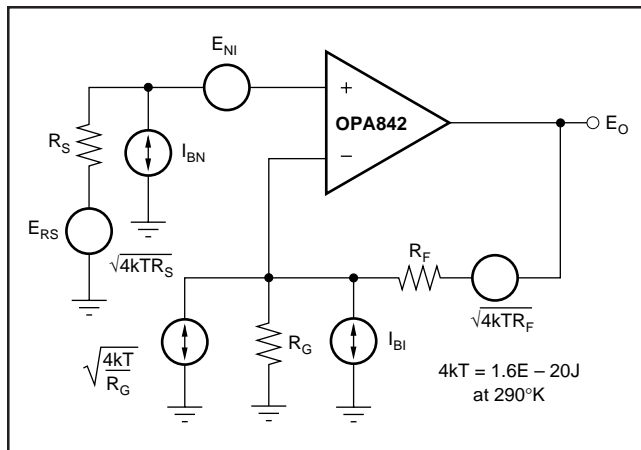 E_NI
+
OPA842
−
E_O
R_S
I_BN
E_RS
√4kTR_S
R_F
√4kTR_F
√4kT/R_G
R_G
I_BI
4kT = 1.6E – 20J
at 290°K